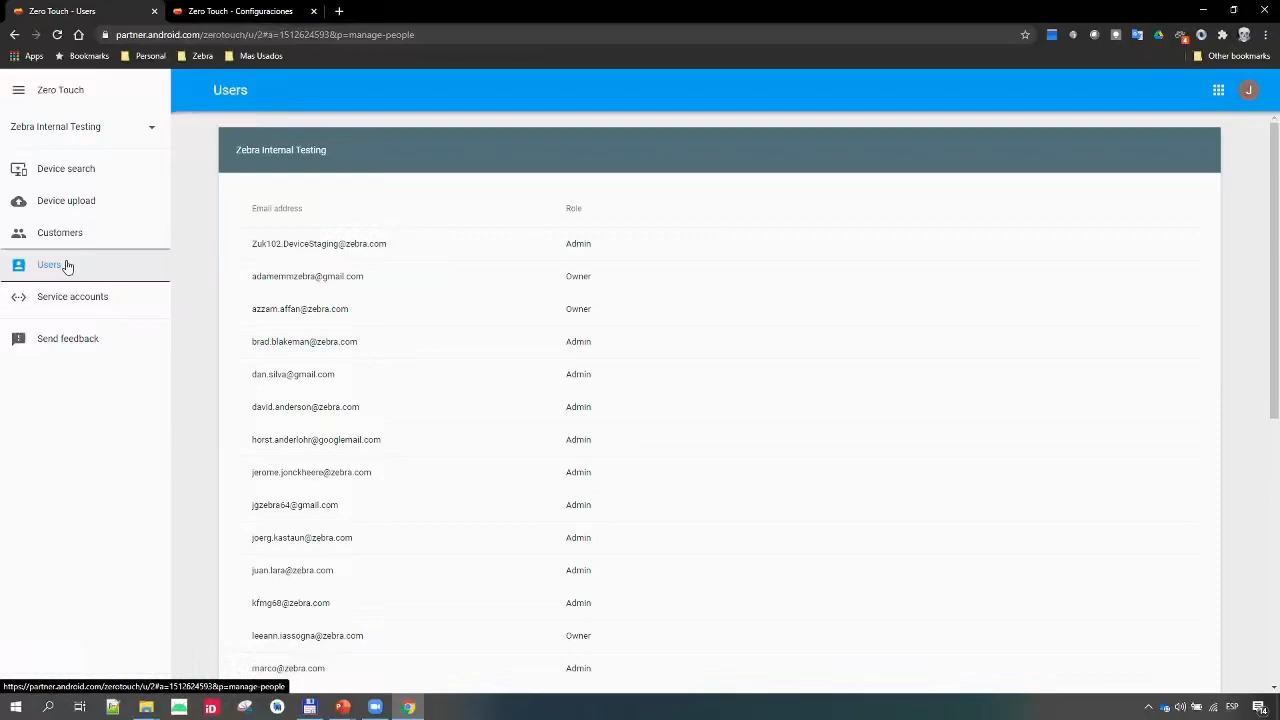 Zero Touch - Users
Zero Touch - Configuraciones
partner.android.com/zerotouch/u/2#a=1512624593&p=manage-people
Apps
Bookmarks
Personal
Zebra
Mas Usados
Other bookmarks
Zero Touch
Users
J
Zebra Internal Testing
Device search
Device upload
Customers
Users
Service accounts
Send feedback
Zebra Internal Testing
Email address Role
Zuk102.DeviceStaging@zebra.com Admin
adamemmzebra@gmail.com Owner
azzam.affan@zebra.com Owner
brad.blakeman@zebra.com Admin
dan.silva@gmail.com Admin
david.anderson@zebra.com Admin
horst.anderlohr@googlemail.com Admin
jerome.jonckheere@zebra.com Admin
jgzebra64@gmail.com Admin
joerg.kastaun@zebra.com Admin
juan.lara@zebra.com Admin
kfmg68@zebra.com Admin
leeann.iassogna@zebra.com Owner
marco@zebra.com Admin
https://partner.android.com/zerotouch/u/2#a=1512624593&p=manage-people
iD
ESP